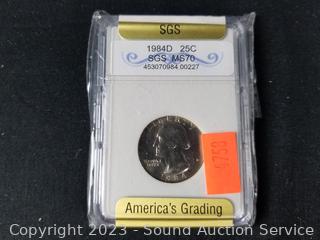 SGS
1984D 25C
SGS MS70
453070984 00227
LIBERTY
$750
America's Grading
Copyright © 2023 - Sound Auction Service